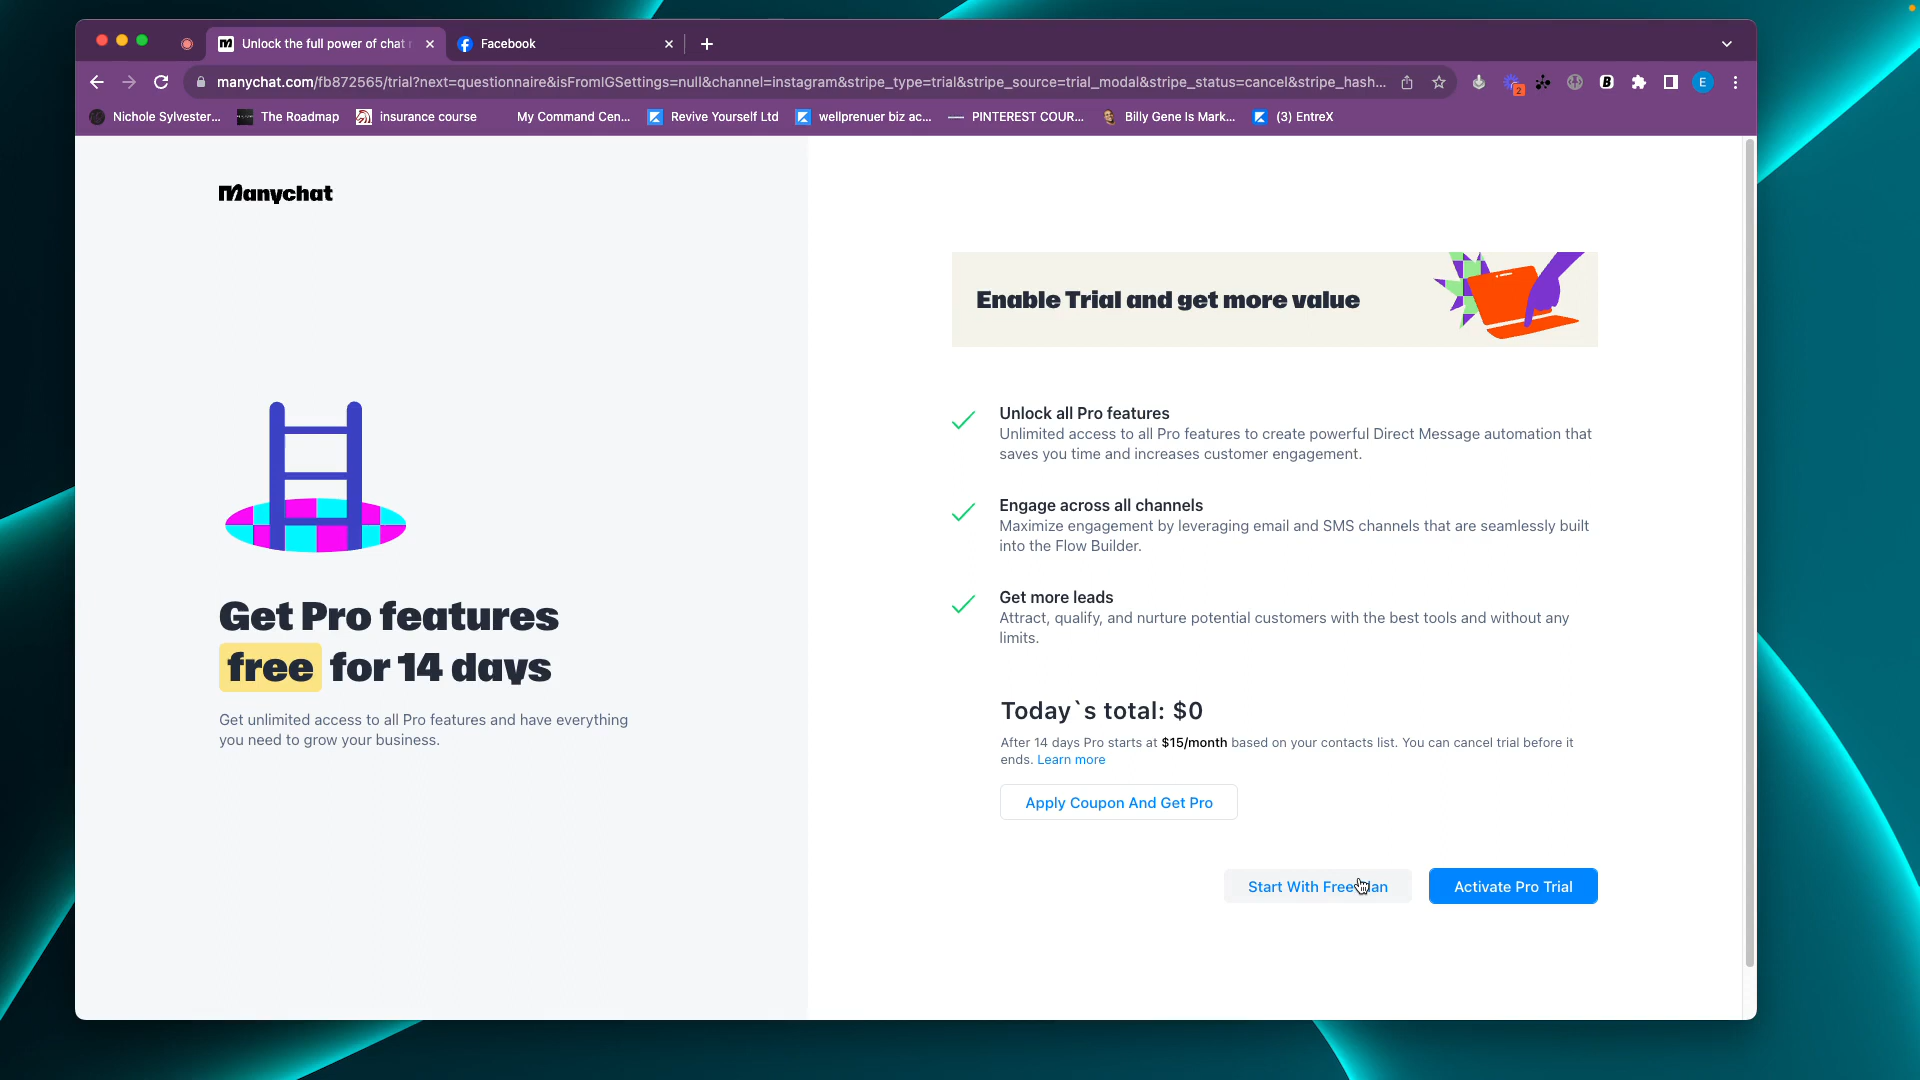 Unlock the full power of chat
Facebook
manychat.com/fb872565/trial?next=questionnaire&isFromIGSettings=null&channel=instagram&stripe_type=trial&stripe_source=trial_modal&stripe_status=cancel&stripe_hash...
2
E
Nichole Sylvester...
The Roadmap
insurance course
My Command Cen...
Revive Yourself Ltd
wellprenuer biz ac...
PINTEREST COUR...
Billy Gene Is Mark...
(3) EntreX
Manychat
Get Pro features
free for 14 days
Get unlimited access to all Pro features and have everything
you need to grow your business.
Enable Trial and get more value
Unlock all Pro features
Unlimited access to all Pro features to create powerful Direct Message automation that
saves you time and increases customer engagement.
Engage across all channels
Maximize engagement by leveraging email and SMS channels that are seamlessly built
into the Flow Builder.
Get more leads
Attract, qualify, and nurture potential customers with the best tools and without any
limits.
Today`s total: $0
After 14 days Pro starts at $15/month based on your contacts list. You can cancel trial before it
ends. Learn more
Apply Coupon And Get Pro
Start With Free Plan
Activate Pro Trial